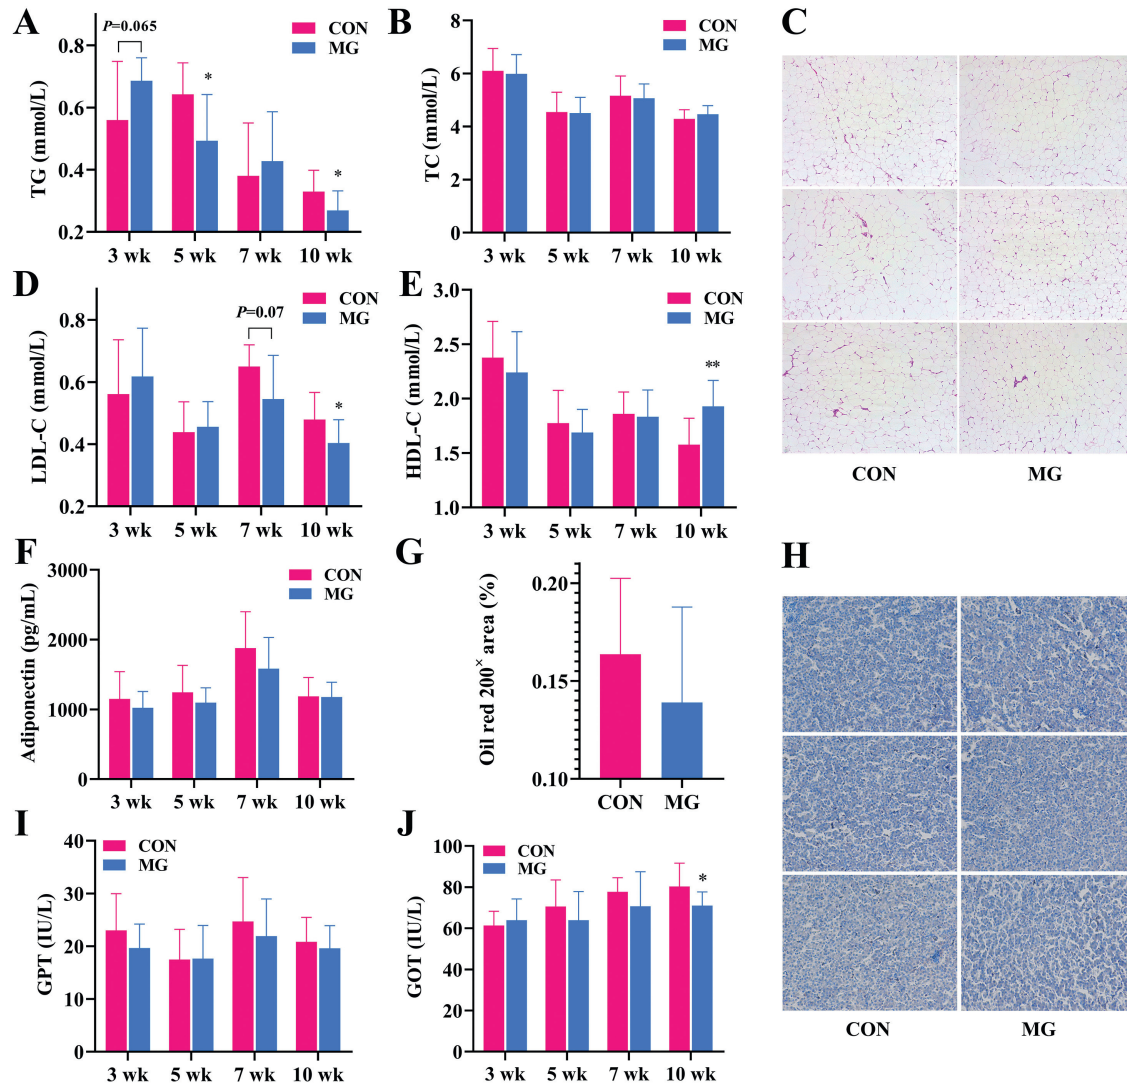 A
P=0.065
CON
MG
TG (mmol/L)
0.8
0.6
0.4
0.2
3 wk 5 wk 7 wk 10 wk
*
*
B
CON
MG
TC (mmol/L)
8
6
4
2
0
3 wk 5 wk 7 wk 10 wk
C
CON MG
D
P=0.07
CON
MG
LDL-C (mmol/L)
0.8
0.6
0.4
0.2
3 wk 5 wk 7 wk 10 wk
*
E
CON
MG
HDL-C (mmol/L)
3.0
2.5
2.0
1.5
1.0
3 wk 5 wk 7 wk 10 wk
**
F
CON
MG
Adiponectin (pg/mL)
3000
2000
1000
0
3 wk 5 wk 7 wk 10 wk
G
Oil red 200× area (%)
0.20
0.15
0.10
CON MG
H
CON MG
I
CON
MG
GPT (IU/L)
40
30
20
10
0
3 wk 5 wk 7 wk 10 wk
J
CON
MG
GOT (IU/L)
100
80
60
40
20
0
3 wk 5 wk 7 wk 10 wk
*